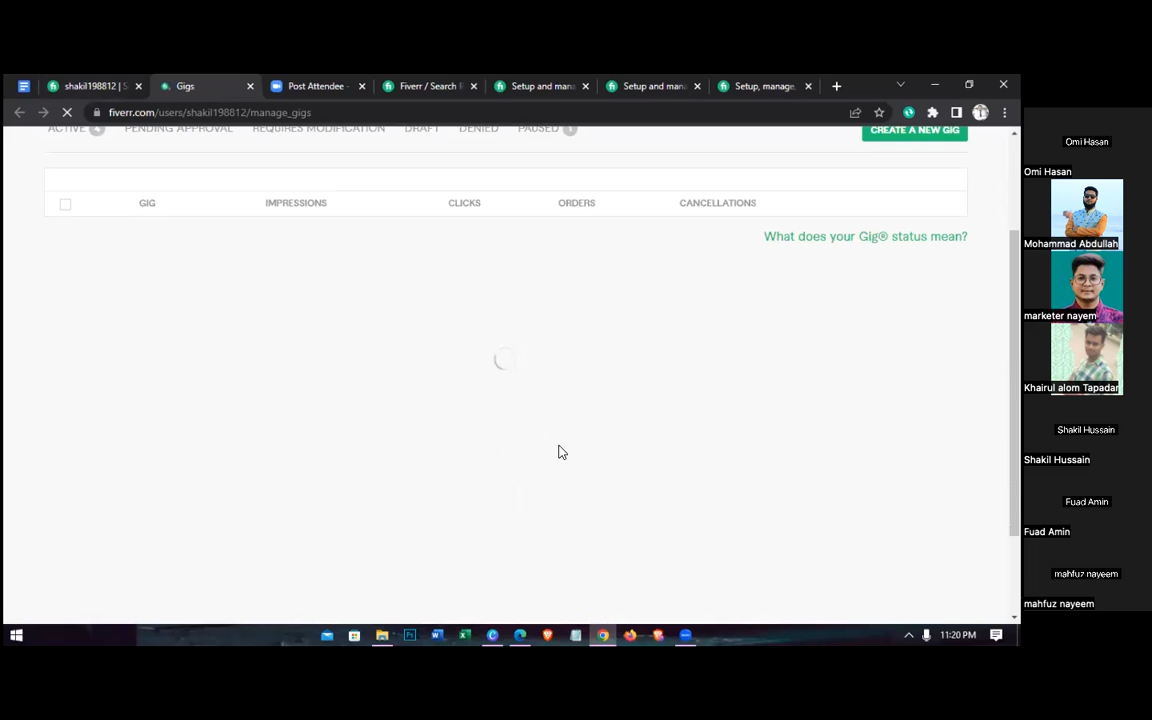 shakil198812 | S
Gigs
Post Attendee -
Fiverr / Search F
Setup and mana
Setup and mana
Setup, manage,
fiverr.com/users/shakil198812/manage_gigs
ACTIVE
PENDING APPROVAL
REQUIRES MODIFICATION
DRAFT
DENIED
PAUSED
CREATE A NEW GIG
GIG
IMPRESSIONS
CLICKS
ORDERS
CANCELLATIONS
What does your Gig® status mean?
Omi Hasan
Omi Hasan
Mohammad Abdullah
marketer nayem
Khairul alom Tapadar
Shakil Hussain
Shakil Hussain
Fuad Amin
Fuad Amin
mahfuz nayeem
mahfuz nayeem
11:20 PM